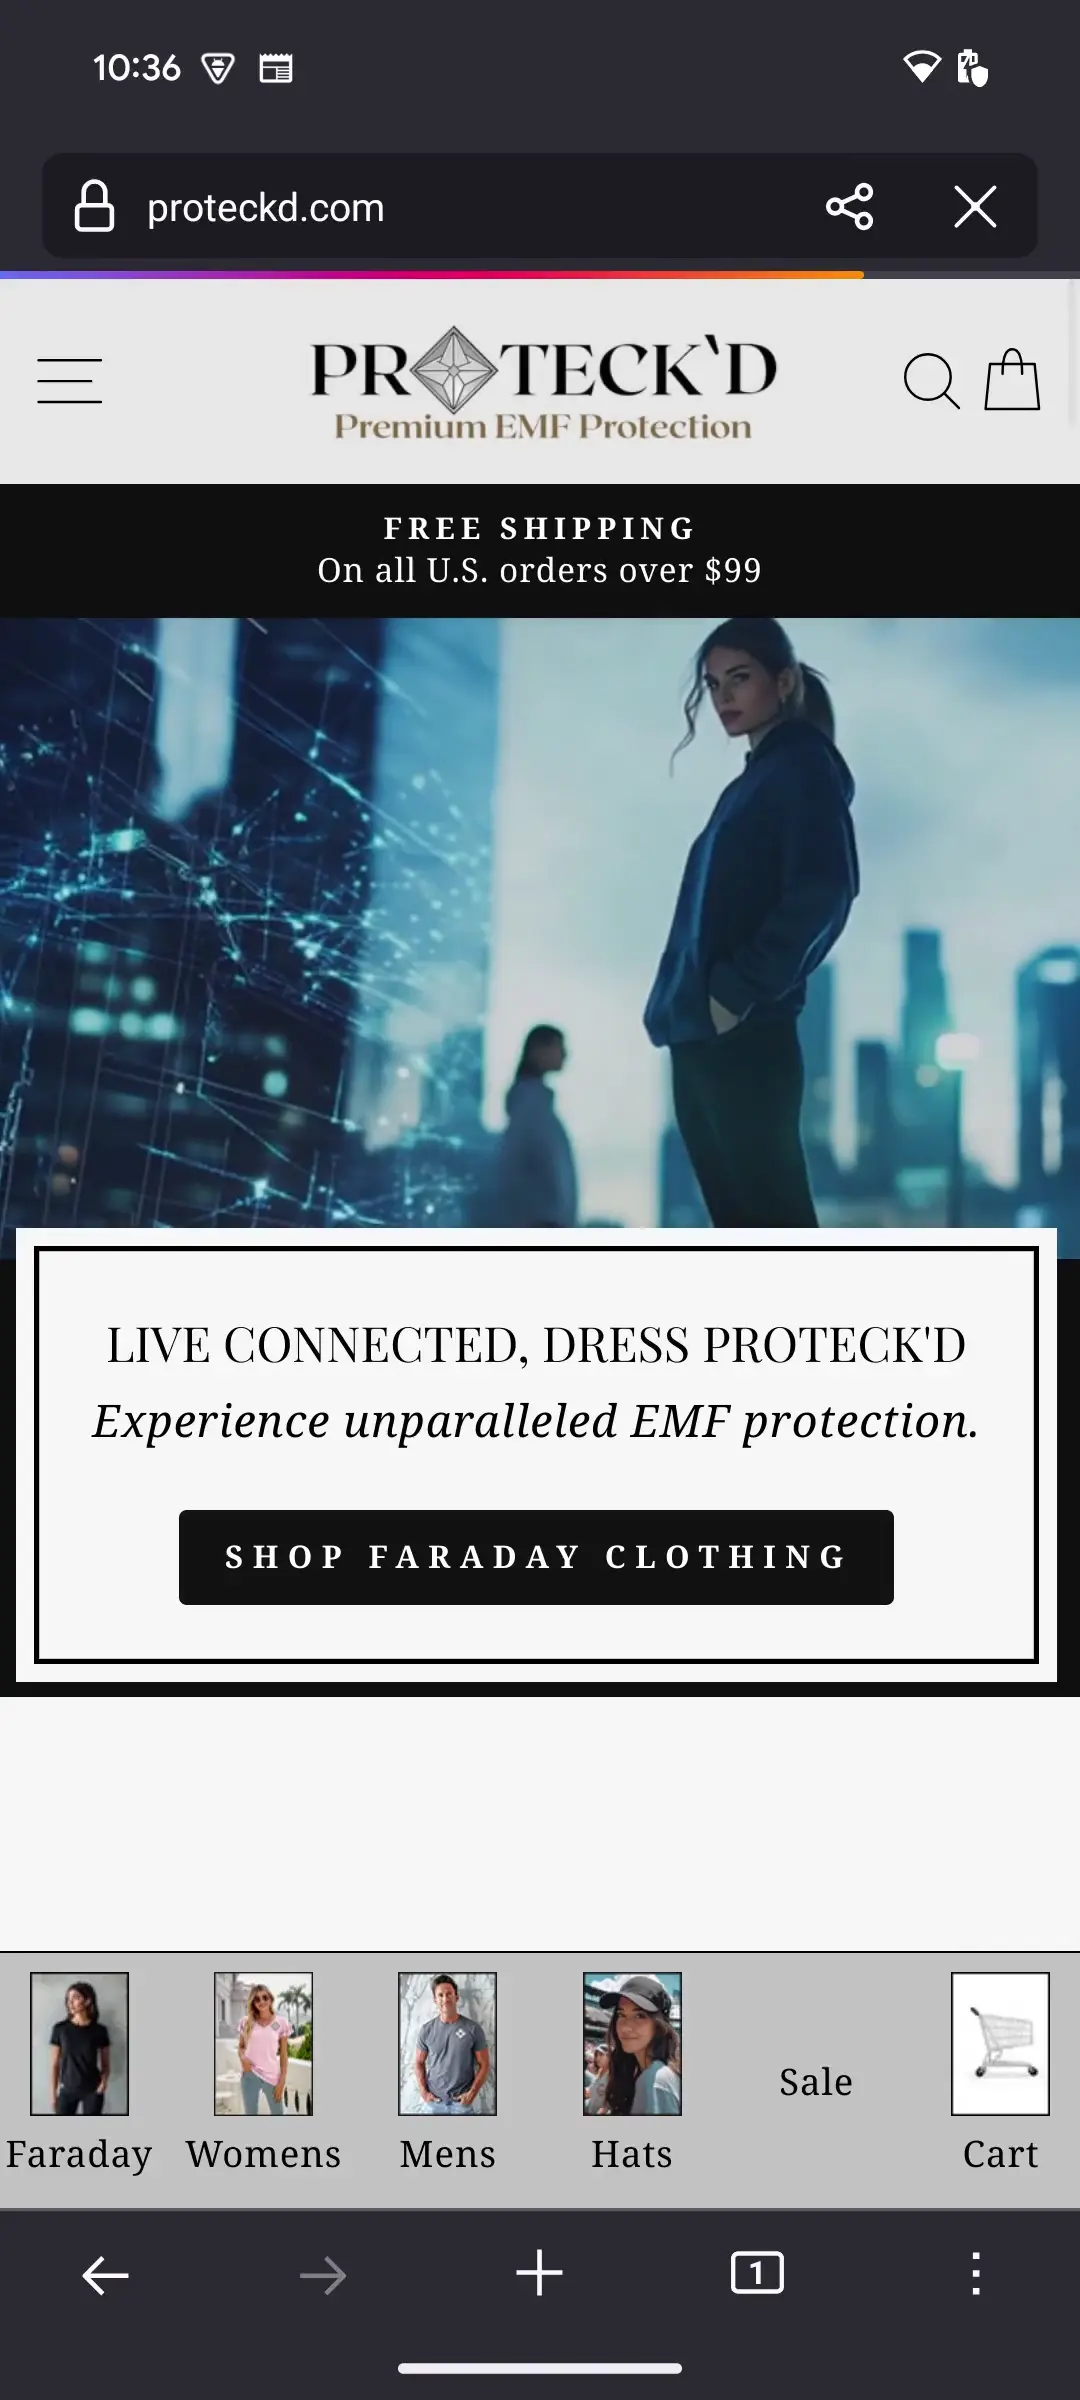 10:36
proteckd.com
PROTECK`D
Premium EMF Protection
FREE SHIPPING
On all U.S. orders over $99
LIVE CONNECTED, DRESS PROTECK'D
Experience unparalleled EMF protection.
SHOP FARADAY CLOTHING
Sale
Faraday Womens Mens Hats Cart
1